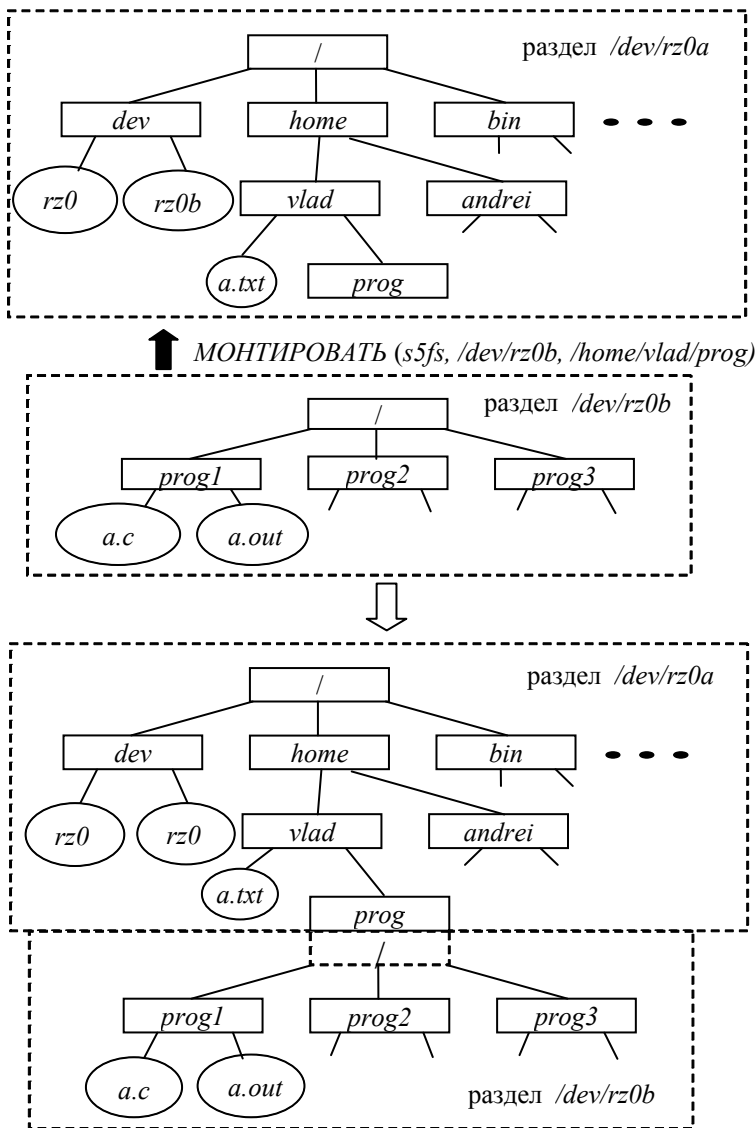 / раздел /dev/rz0a
dev home bin
rz0 rz0b vlad andrei
a.txt prog
МОНТИРОВАТЬ (s5fs, /dev/rz0b, /home/vlad/prog)
/ раздел /dev/rz0b
prog1 prog2 prog3
a.c a.out
/ раздел /dev/rz0a
dev home bin
rz0 rz0 vlad andrei
a.txt
prog
/
prog1 prog2 prog3
a.c a.out
раздел /dev/rz0b